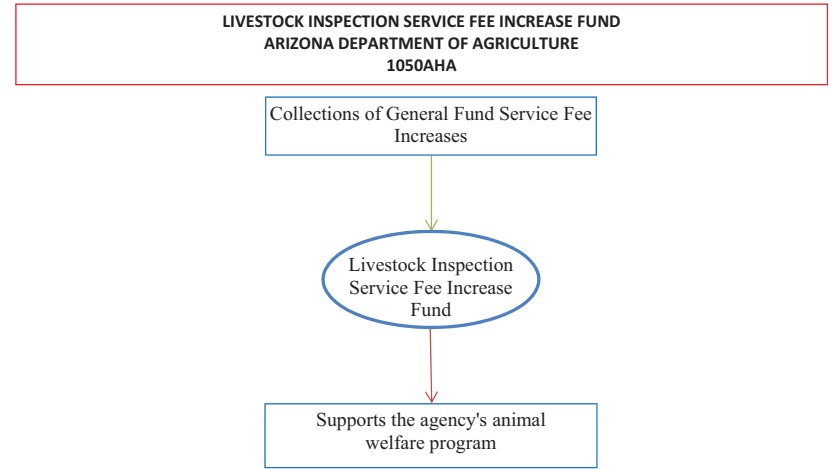 LIVESTOCK INSPECTION SERVICE FEE INCREASE FUND
ARIZONA DEPARTMENT OF AGRICULTURE
1050AHA
Collections of General Fund Service Fee
Increases
Livestock Inspection
Service Fee Increase
Fund
Supports the agency's animal
welfare program